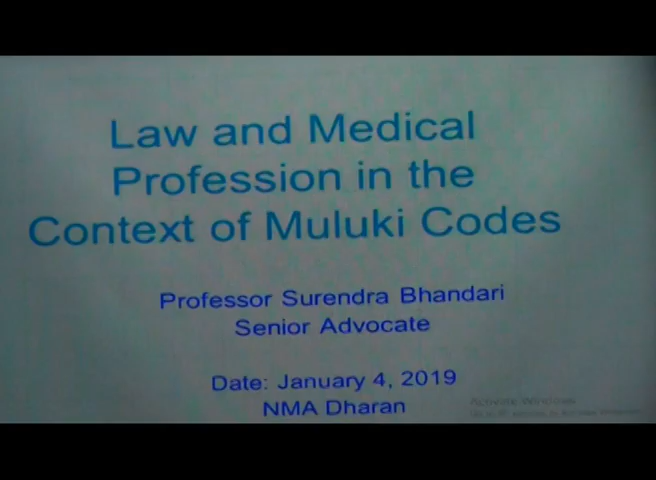 Law and Medical
Profession in the
Context of Muluki Codes
Professor Surendra Bhandari
Senior Advocate
Date: January 4, 2019
NMA Dharan
Activate Windows